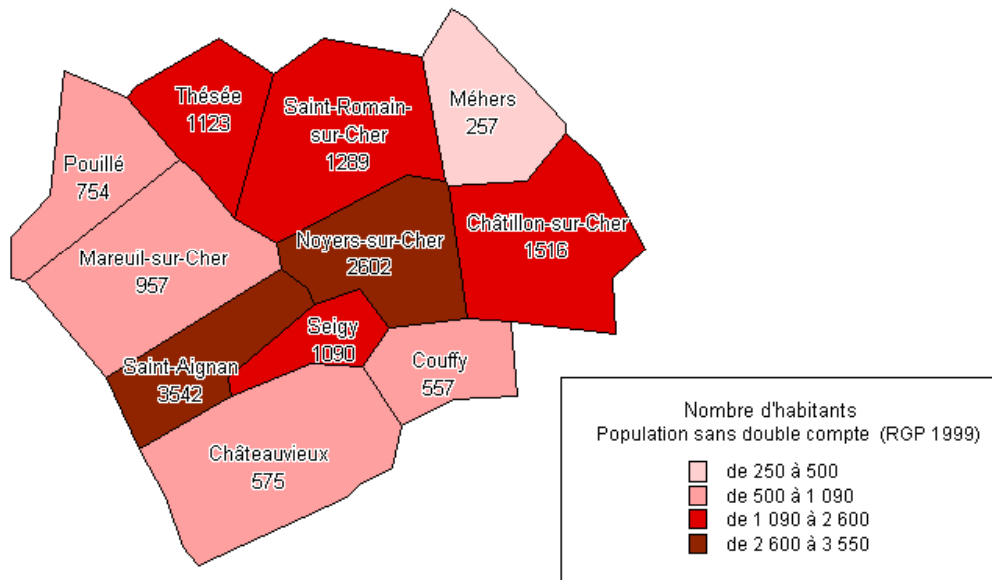 Thésée
1123
Saint-Romain-
sur-Cher
1289
Méhers
257
Pouillé
754
Châtillon-sur-Cher
1516
Noyers-sur-Cher
2602
Mareuil-sur-Cher
957
Seigy
1090
Saint-Aignan
3542
Couffy
557
Châteauvieux
575
Nombre d'habitants
Population sans double compte (RGP 1999)
de 250 à 500
de 500 à 1 090
de 1 090 à 2 600
de 2 600 à 3 550